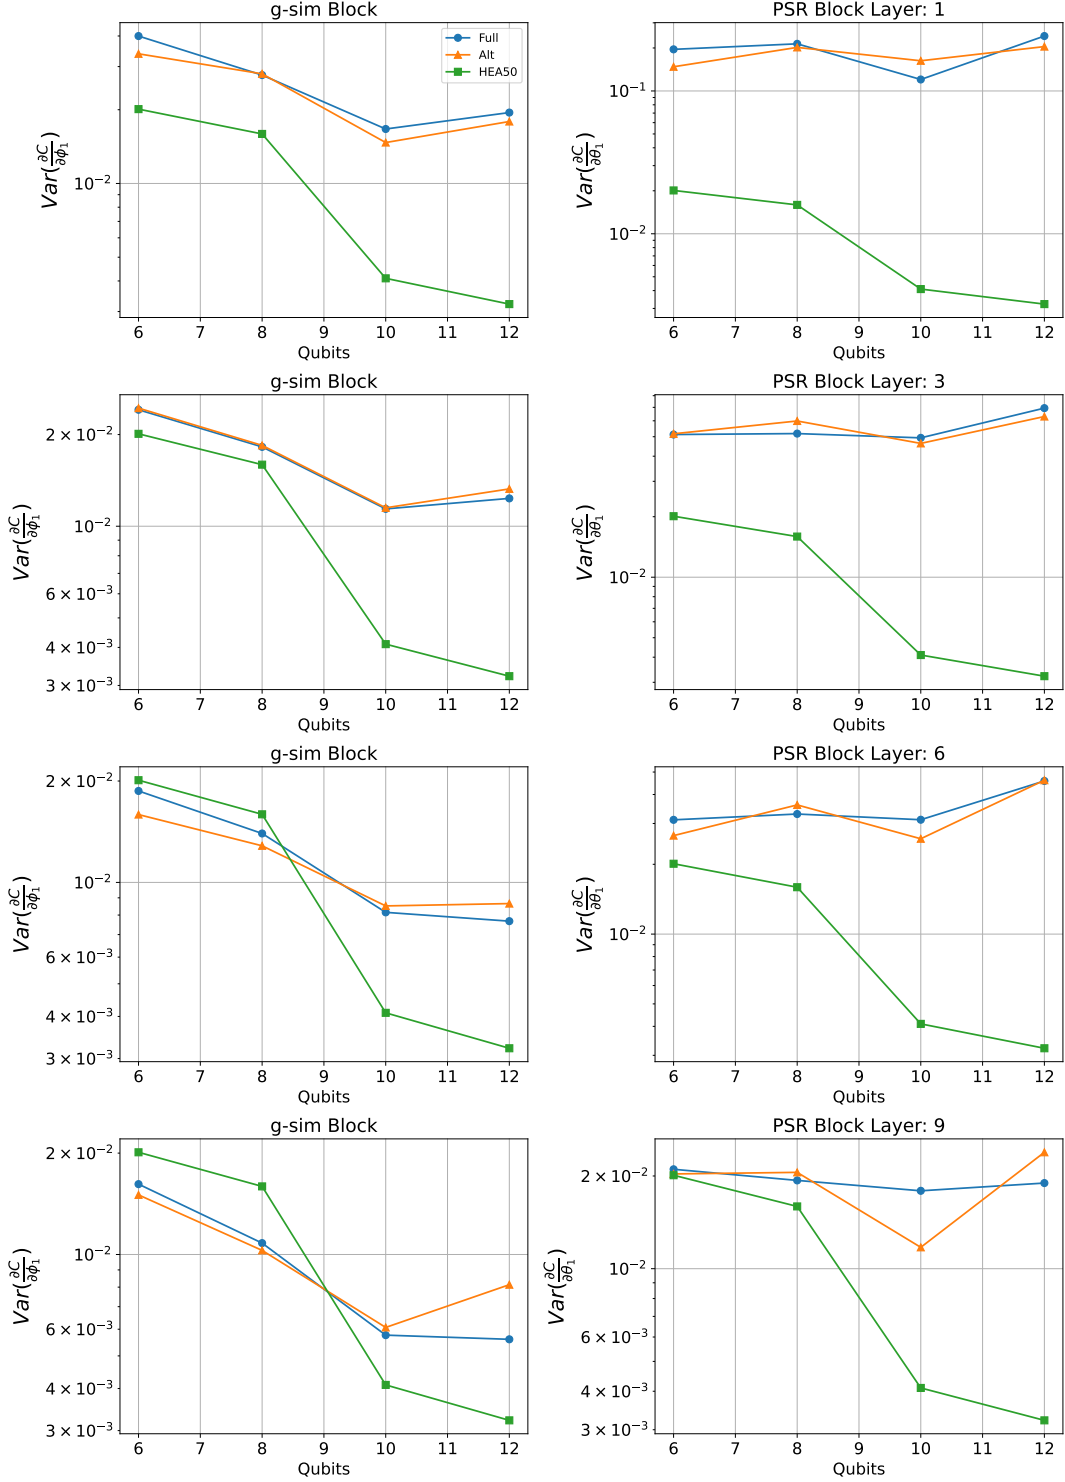 g-sim Block
Full
Alt
HEA50
10⁻²
Var(∂C/∂ϕ₁)
6 7 8 9 10 11 12
Qubits
PSR Block Layer: 1
10⁻¹
10⁻²
Var(∂C/∂θ₁)
6 7 8 9 10 11 12
Qubits
g-sim Block
2 × 10⁻²
10⁻²
6 × 10⁻³
4 × 10⁻³
3 × 10⁻³
Var(∂C/∂ϕ₁)
6 7 8 9 10 11 12
Qubits
PSR Block Layer: 3
10⁻²
Var(∂C/∂θ₁)
6 7 8 9 10 11 12
Qubits
g-sim Block
2 × 10⁻²
10⁻²
6 × 10⁻³
4 × 10⁻³
3 × 10⁻³
Var(∂C/∂ϕ₁)
6 7 8 9 10 11 12
Qubits
PSR Block Layer: 6
10⁻²
Var(∂C/∂θ₁)
6 7 8 9 10 11 12
Qubits
g-sim Block
2 × 10⁻²
10⁻²
6 × 10⁻³
4 × 10⁻³
3 × 10⁻³
Var(∂C/∂ϕ₁)
6 7 8 9 10 11 12
Qubits
PSR Block Layer: 9
2 × 10⁻²
10⁻²
6 × 10⁻³
4 × 10⁻³
3 × 10⁻³
Var(∂C/∂θ₁)
6 7 8 9 10 11 12
Qubits